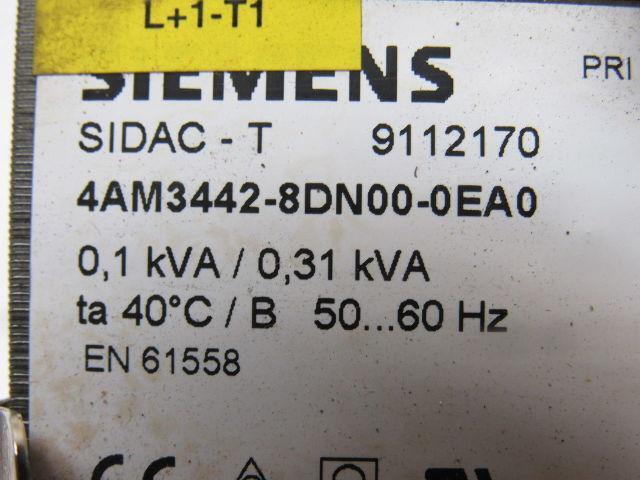 L+1-T1
SIEMENS
PRI
SIDAC - T 9112170
4AM3442-8DN00-0EA0
0,1 kVA / 0,31 kVA
ta 40°C / B 50...60 Hz
EN 61558
CE